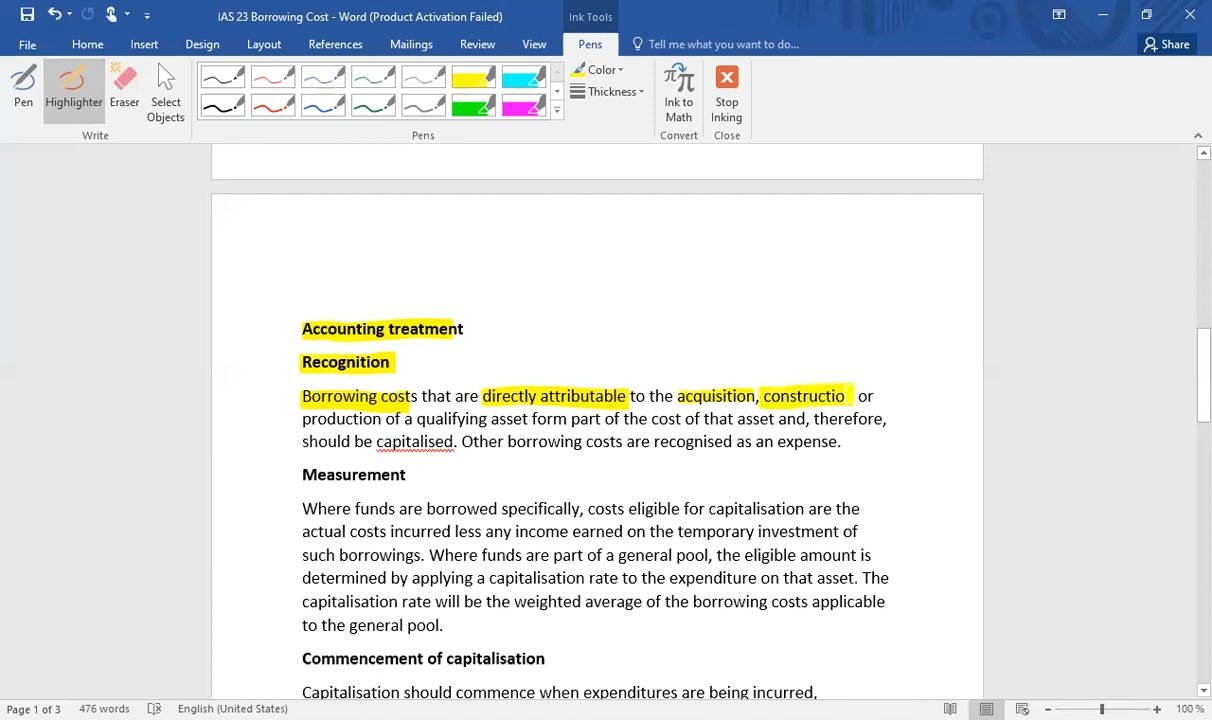 IAS 23 Borrowing Cost - Word (Product Activation Failed)
Ink Tools
File Home Insert Design Layout References Mailings Review View Pens Tell me what you want to do... Share
Pen Highlighter Eraser Select Objects
Color
Thickness
Ink to Math
Stop Inking
Write Pens Convert Close
Accounting treatment
Recognition
Borrowing costs that are directly attributable to the acquisition, constructio or
production of a qualifying asset form part of the cost of that asset and, therefore,
should be capitalised. Other borrowing costs are recognised as an expense.
Measurement
Where funds are borrowed specifically, costs eligible for capitalisation are the
actual costs incurred less any income earned on the temporary investment of
such borrowings. Where funds are part of a general pool, the eligible amount is
determined by applying a capitalisation rate to the expenditure on that asset. The
capitalisation rate will be the weighted average of the borrowing costs applicable
to the general pool.
Commencement of capitalisation
Capitalisation should commence when expenditures are being incurred,
Page 1 of 3 476 words English (United States) 100 %